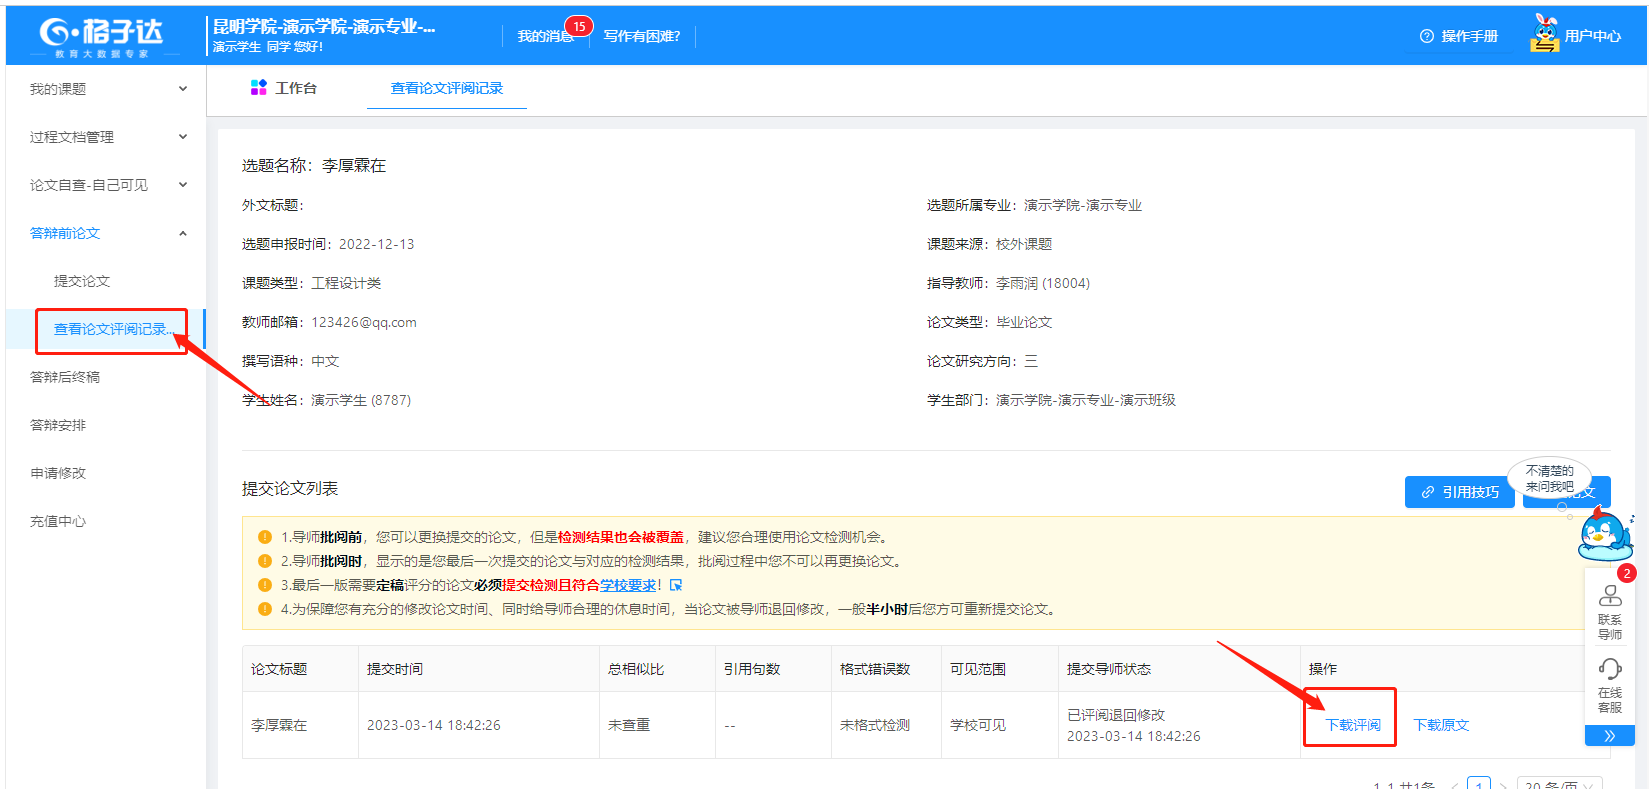 格子达
教育大数据专家
昆明学院-演示学院-演示专业-...
演示学生 同学 您好!
我的消息
15
写作有困难?
操作手册
用户中心
我的课题
过程文档管理
论文自查-自己可见
答辩前论文
提交论文
查看论文评阅记录...
答辩后终稿
答辩安排
申请修改
充值中心
工作台
查看论文评阅记录
选题名称：李厚霖在
外文标题：
选题所属专业：演示学院-演示专业
选题申报时间：2022-12-13
课题来源：校外课题
课题类型：工程设计类
指导教师：李雨润 (18004)
教师邮箱：123426@qq.com
论文类型：毕业论文
撰写语种：中文
论文研究方向：三
学生姓名：演示学生 (8787)
学生部门：演示学院-演示专业-演示班级
提交论文列表
引用技巧
论文
不清楚的
来问我吧
1.导师批阅前，您可以更换提交的论文，但是检测结果也会被覆盖，建议您合理使用论文检测机会。
2.导师批阅时，显示的是您最后一次提交的论文与对应的检测结果，批阅过程中您不可以再更换论文。
3.最后一版需要定稿评分的论文必须提交检测且符合学校要求!
4.为保障您有充分的修改论文时间、同时给导师合理的休息时间，当论文被导师退回修改，一般半小时后您方可重新提交论文。
2
联系
导师
在线
客服
论文标题 提交时间 总相似比 引用句数 格式错误数 可见范围 提交导师状态 操作
李厚霖在 2023-03-14 18:42:26 未查重 -- 未格式检测 学校可见 已评阅退回修改 下载评阅 下载原文
2023-03-14 18:42:26
1-1 共1条 1 20 条/页